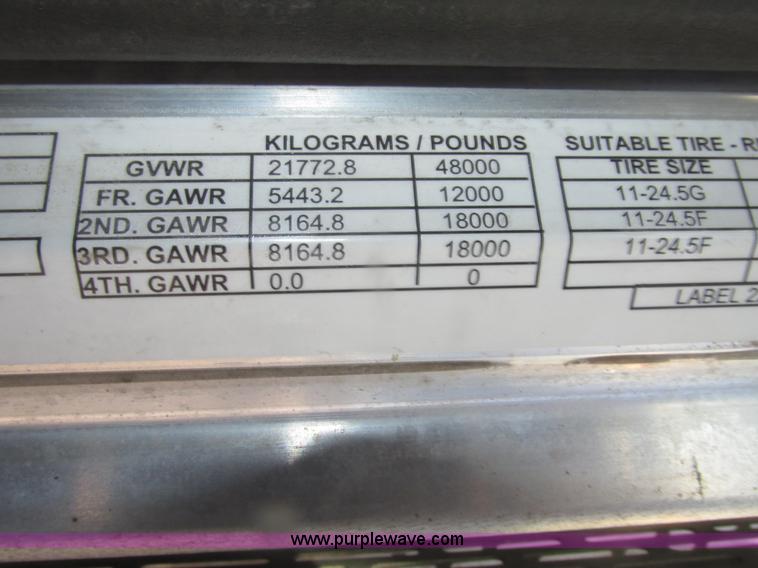 KILOGRAMS / POUNDS SUITABLE TIRE - 
GVWR 21772.8 48000 TIRE SIZE
FR. GAWR 5443.2 12000 11-24.5G
2ND. GAWR 8164.8 18000 11-24.5F
3RD. GAWR 8164.8 18000 11-24.5F
4TH. GAWR 0.0 0
LABEL 2
www.purplewave.com